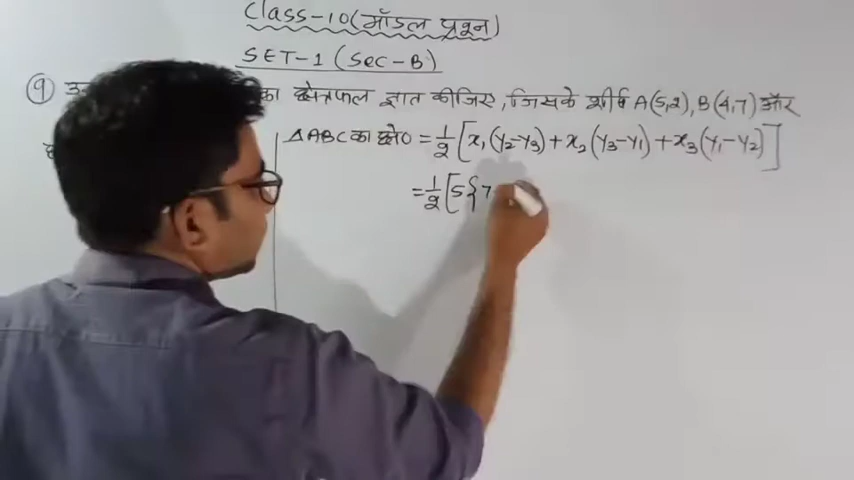 Class-10 (मॉडल प्रश्न)
SET-1 (Sec-B)
9 का क्षेत्रफल ज्ञात कीजिए, जिसके शीर्ष A(5,2), B(4,7) और
△ABC का क्षे० = 1/2 [x₁(y₂-y₃) + x₂(y₃-y₁) + x₃(y₁-y₂)]
= 1/2 [5{7